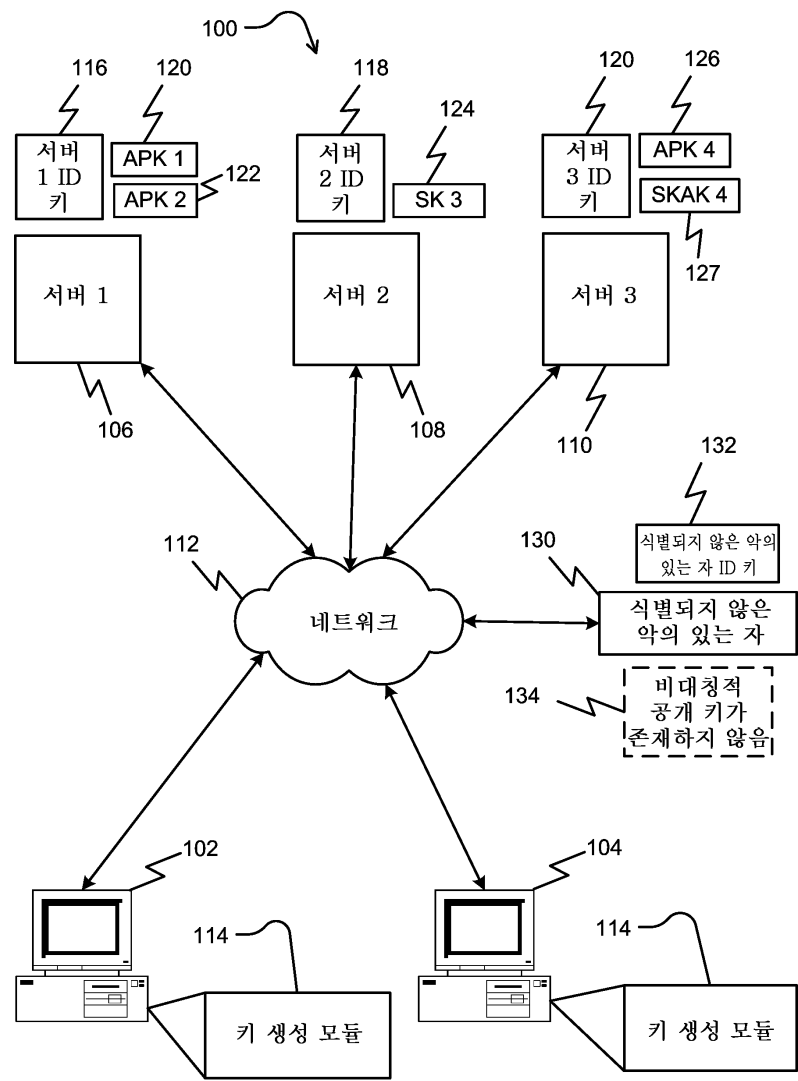 100
116
120
118
124
120
126
서버
1 ID
키
APK 1
APK 2
122
서버
2 ID
키
SK 3
서버
3 ID
키
APK 4
SKAK 4
127
서버 1
서버 2
서버 3
106
108
110
132
식별되지 않은 악의
있는 자 ID 키
130
112
네트워크
식별되지 않은
악의 있는 자
134
비대칭적
공개 키가
존재하지 않음
102
104
114
114
키 생성 모듈
키 생성 모듈